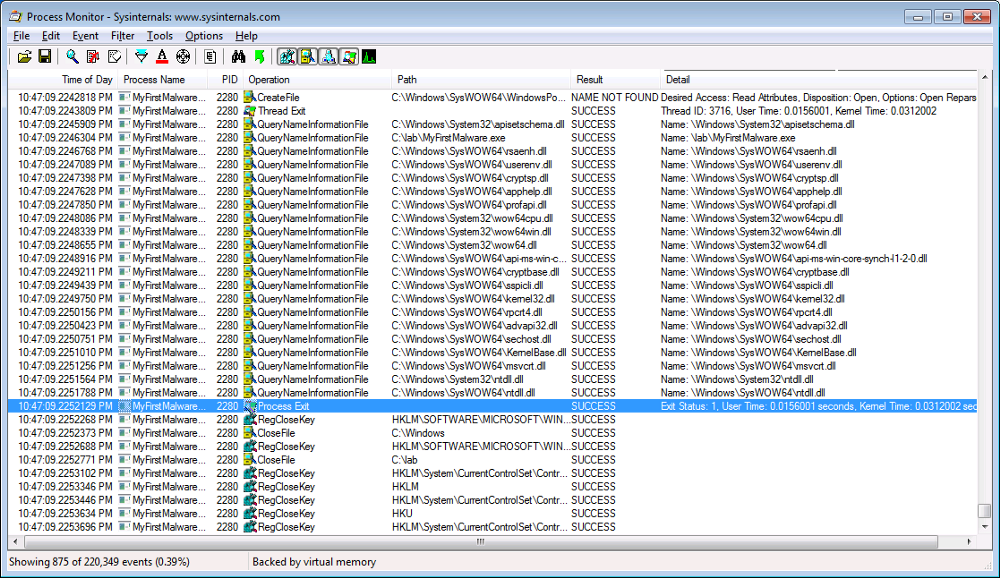 Process Monitor - Sysinternals: www.sysinternals.com
File Edit Event Filter Tools Options Help
Time of Day Process Name PID Operation Path Result Detail
10:47:09.2242818 PM MyFirstMalware... 2280 CreateFile C:\Windows\SysWOW64\WindowsPo... NAME NOT FOUND Desired Access: Read Attributes, Disposition: Open, Options: Open Repars
10:47:09.2243809 PM MyFirstMalware... 2280 Thread Exit SUCCESS Thread ID: 3716, User Time: 0.0156001, Kernel Time: 0.0312002
10:47:09.2245909 PM MyFirstMalware... 2280 QueryNameInformationFile C:\Windows\System32\apisetschema.dll SUCCESS Name: \Windows\System32\apisetschema.dll
10:47:09.2246304 PM MyFirstMalware... 2280 QueryNameInformationFile C:\lab\MyFirstMalware.exe SUCCESS Name: \lab\MyFirstMalware.exe
10:47:09.2246768 PM MyFirstMalware... 2280 QueryNameInformationFile C:\Windows\SysWOW64\rsaenh.dll SUCCESS Name: \Windows\SysWOW64\rsaenh.dll
10:47:09.2247089 PM MyFirstMalware... 2280 QueryNameInformationFile C:\Windows\SysWOW64\userenv.dll SUCCESS Name: \Windows\SysWOW64\userenv.dll
10:47:09.2247398 PM MyFirstMalware... 2280 QueryNameInformationFile C:\Windows\SysWOW64\cryptsp.dll SUCCESS Name: \Windows\SysWOW64\cryptsp.dll
10:47:09.2247628 PM MyFirstMalware... 2280 QueryNameInformationFile C:\Windows\SysWOW64\apphelp.dll SUCCESS Name: \Windows\SysWOW64\apphelp.dll
10:47:09.2247850 PM MyFirstMalware... 2280 QueryNameInformationFile C:\Windows\SysWOW64\profapi.dll SUCCESS Name: \Windows\SysWOW64\profapi.dll
10:47:09.2248086 PM MyFirstMalware... 2280 QueryNameInformationFile C:\Windows\System32\wow64cpu.dll SUCCESS Name: \Windows\System32\wow64cpu.dll
10:47:09.2248339 PM MyFirstMalware... 2280 QueryNameInformationFile C:\Windows\System32\wow64win.dll SUCCESS Name: \Windows\System32\wow64win.dll
10:47:09.2248655 PM MyFirstMalware... 2280 QueryNameInformationFile C:\Windows\System32\wow64.dll SUCCESS Name: \Windows\System32\wow64.dll
10:47:09.2248916 PM MyFirstMalware... 2280 QueryNameInformationFile C:\Windows\SysWOW64\api-ms-win-c... SUCCESS Name: \Windows\SysWOW64\api-ms-win-core-synch-l1-2-0.dll
10:47:09.2249211 PM MyFirstMalware... 2280 QueryNameInformationFile C:\Windows\SysWOW64\cryptbase.dll SUCCESS Name: \Windows\SysWOW64\cryptbase.dll
10:47:09.2249439 PM MyFirstMalware... 2280 QueryNameInformationFile C:\Windows\SysWOW64\sspicli.dll SUCCESS Name: \Windows\SysWOW64\sspicli.dll
10:47:09.2249750 PM MyFirstMalware... 2280 QueryNameInformationFile C:\Windows\SysWOW64\kernel32.dll SUCCESS Name: \Windows\SysWOW64\kernel32.dll
10:47:09.2250156 PM MyFirstMalware... 2280 QueryNameInformationFile C:\Windows\SysWOW64\rpcrt4.dll SUCCESS Name: \Windows\SysWOW64\rpcrt4.dll
10:47:09.2250423 PM MyFirstMalware... 2280 QueryNameInformationFile C:\Windows\SysWOW64\advapi32.dll SUCCESS Name: \Windows\SysWOW64\advapi32.dll
10:47:09.2250751 PM MyFirstMalware... 2280 QueryNameInformationFile C:\Windows\SysWOW64\sechost.dll SUCCESS Name: \Windows\SysWOW64\sechost.dll
10:47:09.2251010 PM MyFirstMalware... 2280 QueryNameInformationFile C:\Windows\SysWOW64\KernelBase.dll SUCCESS Name: \Windows\SysWOW64\KernelBase.dll
10:47:09.2251256 PM MyFirstMalware... 2280 QueryNameInformationFile C:\Windows\SysWOW64\msvcrt.dll SUCCESS Name: \Windows\SysWOW64\msvcrt.dll
10:47:09.2251564 PM MyFirstMalware... 2280 QueryNameInformationFile C:\Windows\System32\ntdll.dll SUCCESS Name: \Windows\System32\ntdll.dll
10:47:09.2251788 PM MyFirstMalware... 2280 QueryNameInformationFile C:\Windows\SysWOW64\ntdll.dll SUCCESS Name: \Windows\SysWOW64\ntdll.dll
10:47:09.2252129 PM MyFirstMalware... 2280 Process Exit SUCCESS Exit Status: 1, User Time: 0.0156001 seconds, Kernel Time: 0.0312002 sec
10:47:09.2252268 PM MyFirstMalware... 2280 RegCloseKey HKLM\SOFTWARE\MICROSOFT\WIN... SUCCESS
10:47:09.2252373 PM MyFirstMalware... 2280 CloseFile C:\Windows SUCCESS
10:47:09.2252688 PM MyFirstMalware... 2280 RegCloseKey HKLM\SOFTWARE\MICROSOFT\WIN... SUCCESS
10:47:09.2252771 PM MyFirstMalware... 2280 CloseFile C:\lab SUCCESS
10:47:09.2253102 PM MyFirstMalware... 2280 RegCloseKey HKLM\System\CurrentControlSet\Contr... SUCCESS
10:47:09.2253346 PM MyFirstMalware... 2280 RegCloseKey HKLM SUCCESS
10:47:09.2253446 PM MyFirstMalware... 2280 RegCloseKey HKLM\System\CurrentControlSet\Contr... SUCCESS
10:47:09.2253634 PM MyFirstMalware... 2280 RegCloseKey HKU SUCCESS
10:47:09.2253696 PM MyFirstMalware... 2280 RegCloseKey HKLM\System\CurrentControlSet\Contr... SUCCESS
Showing 875 of 220,349 events (0.39%) Backed by virtual memory